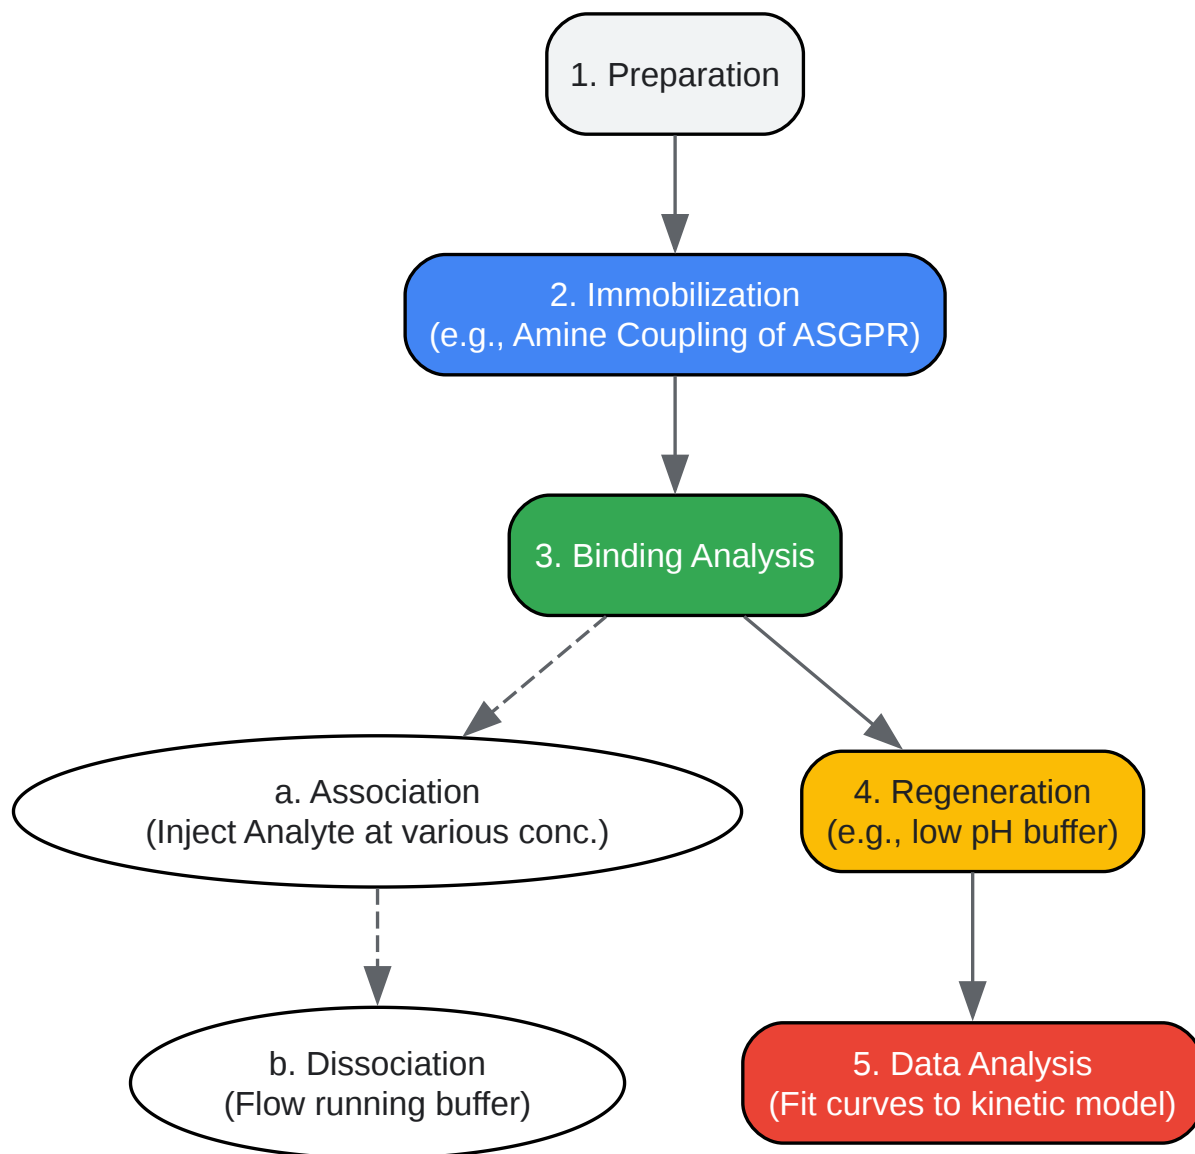 1. Preparation
2. Immobilization
(e.g., Amine Coupling of ASGPR)
3. Binding Analysis
a. Association
(Inject Analyte at various conc.)
4. Regeneration
(e.g., low pH buffer)
b. Dissociation
(Flow running buffer)
5. Data Analysis
(Fit curves to kinetic model)